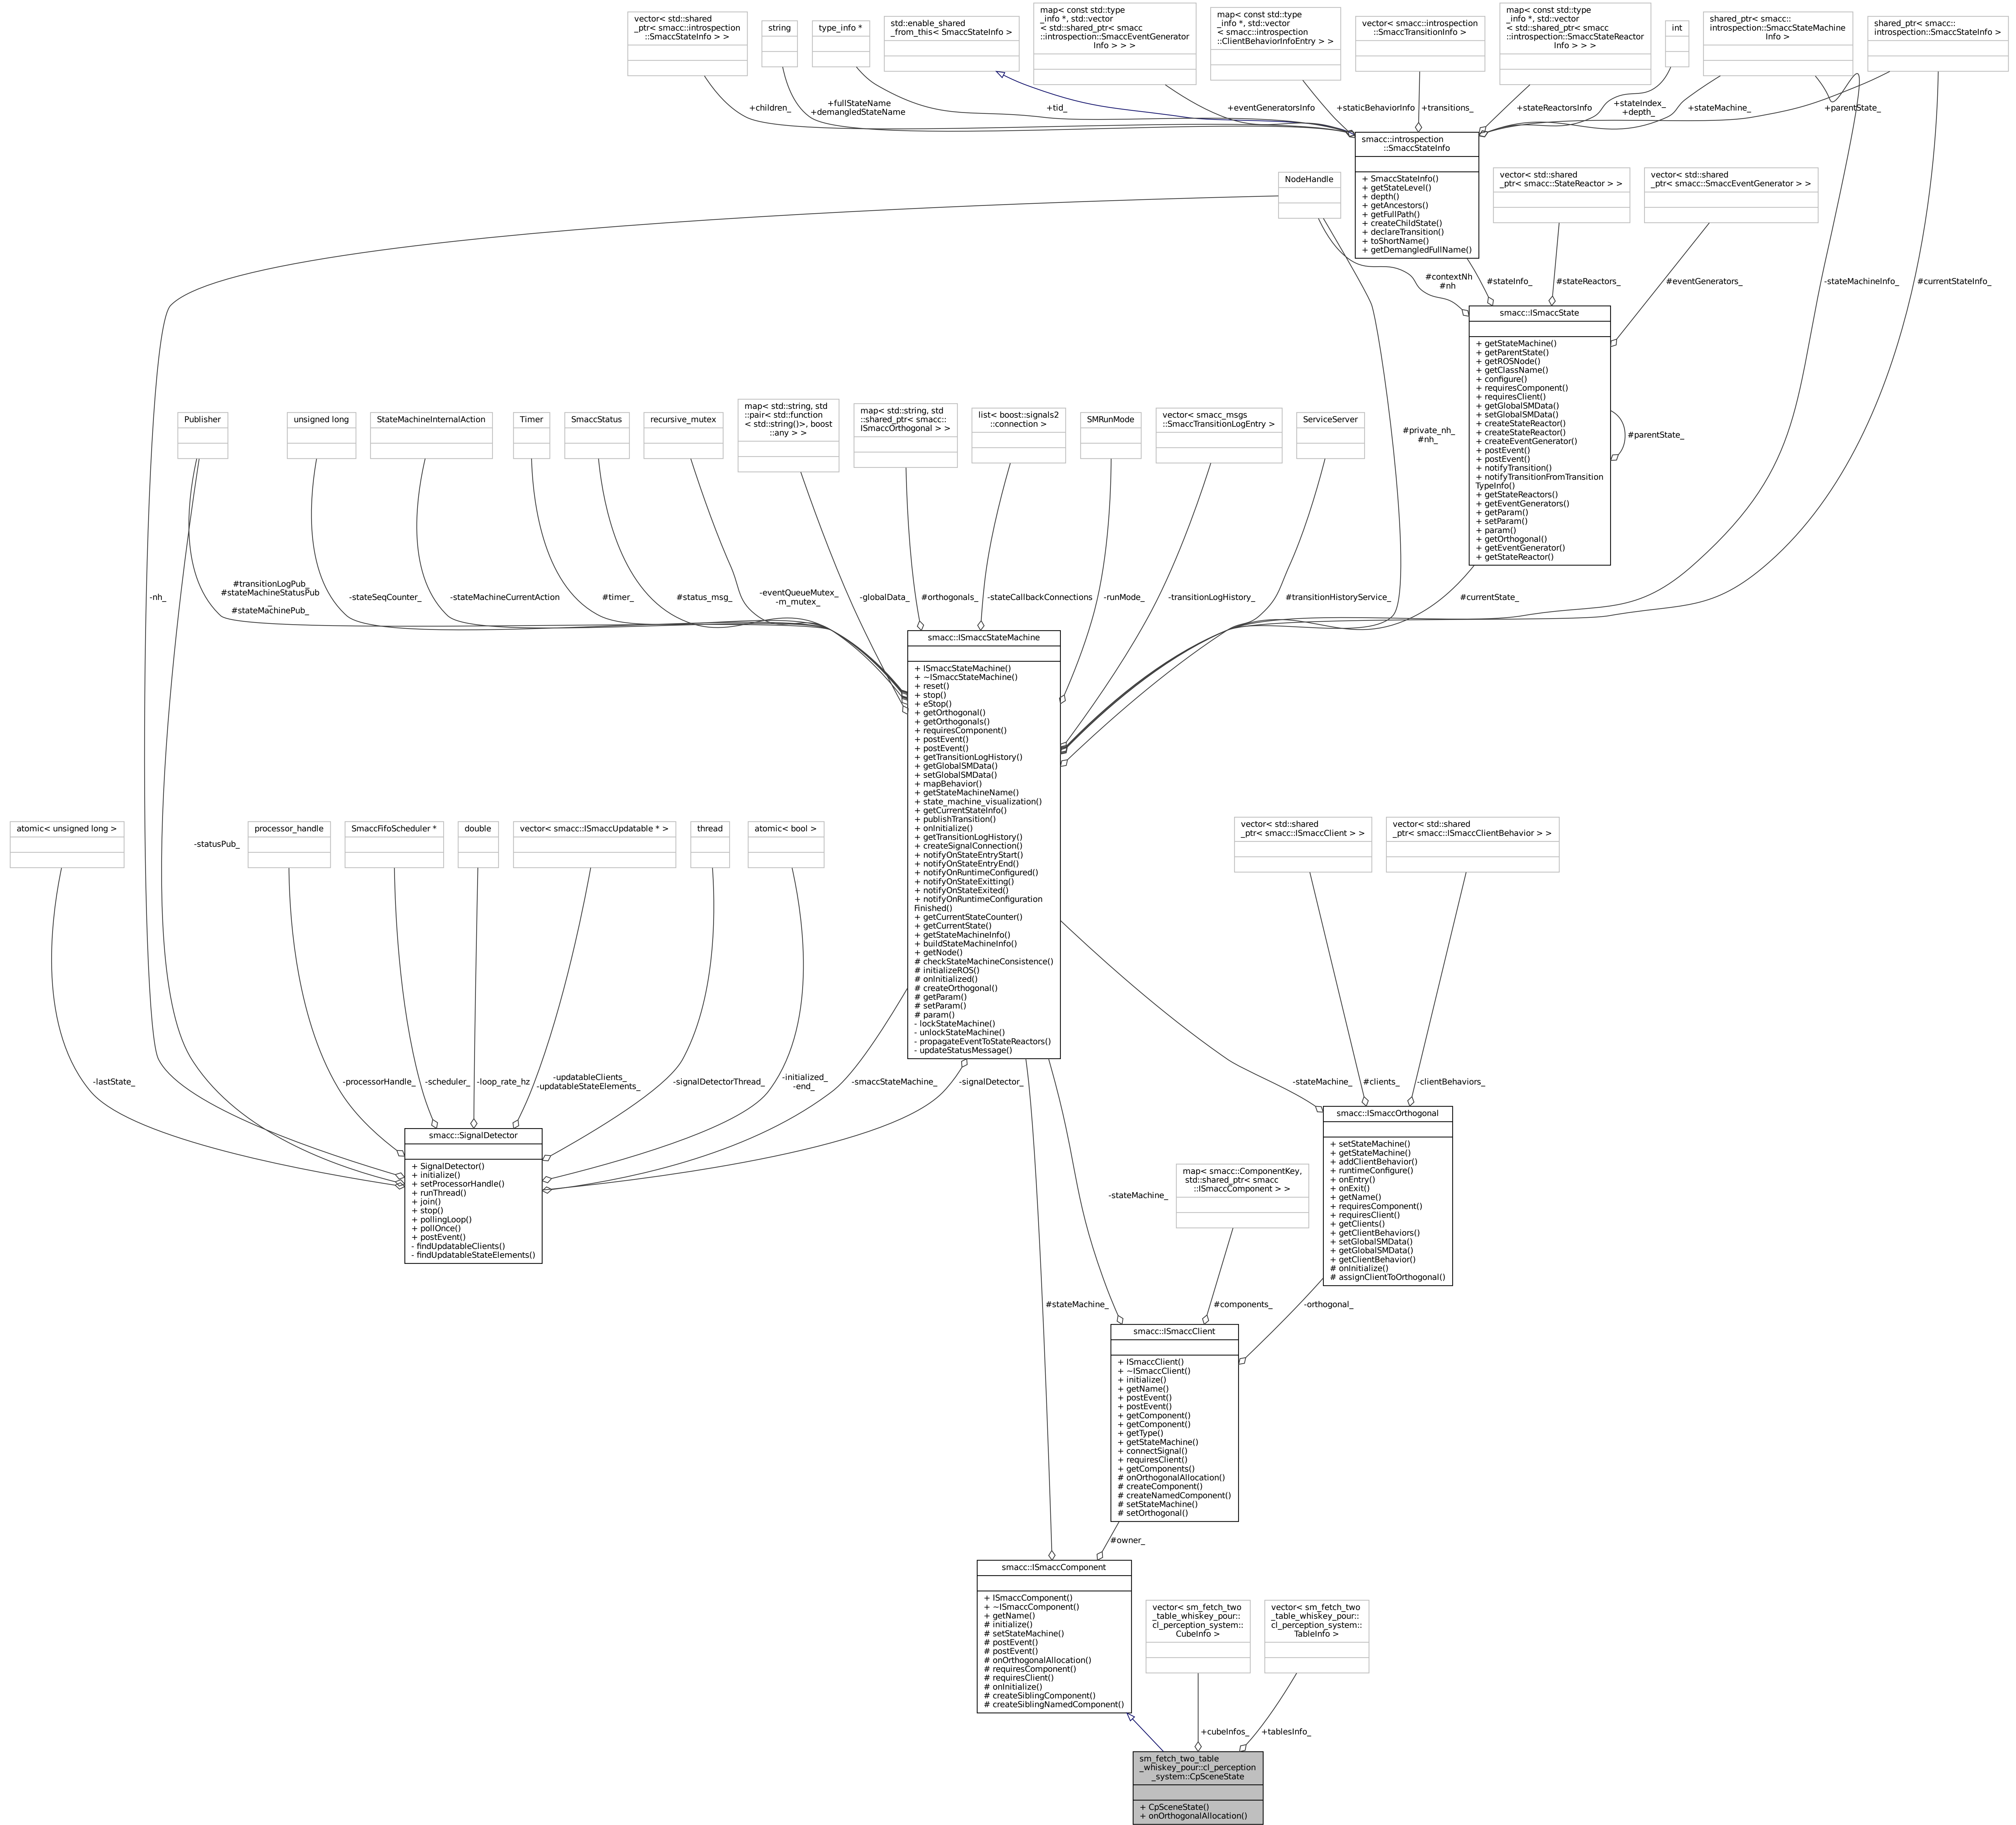 vector< std::shared
_ptr< smacc::introspection
::SmaccStateInfo > >
string
type_info *
std::enable_shared
_from_this< SmaccStateInfo >
map< const std::type
_info *, std::vector
< std::shared_ptr< smacc
::introspection::SmaccEventGenerator
Info > > >
map< const std::type
_info *, std::vector
< smacc::introspection
::ClientBehaviorInfoEntry > >
vector< smacc::introspection
::SmaccTransitionInfo >
map< const std::type
_info *, std::vector
< std::shared_ptr< smacc
::introspection::SmaccStateReactor
Info > > >
int
shared_ptr< smacc::
introspection::SmaccStateMachine
Info >
shared_ptr< smacc::
introspection::SmaccStateInfo >
+children_
+fullStateName
+demangledStateName
+tid_
+eventGeneratorsInfo
+staticBehaviorInfo
+transitions_
+stateReactorsInfo
+stateIndex_
+depth_
+stateMachine_
+parentState_
smacc::introspection
::SmaccStateInfo
+ SmaccStateInfo()
+ getStateLevel()
+ depth()
+ getAncestors()
+ getFullPath()
+ createChildState()
+ declareTransition()
+ toShortName()
+ getDemangledFullName()
NodeHandle
vector< std::shared
_ptr< smacc::StateReactor > >
vector< std::shared
_ptr< smacc::SmaccEventGenerator > >
#contextNh
#nh
#stateInfo_
#stateReactors_
#eventGenerators_
-stateMachineInfo_
#currentStateInfo_
smacc::ISmaccState
+ getStateMachine()
+ getParentState()
+ getROSNode()
+ getClassName()
+ configure()
+ requiresComponent()
+ requiresClient()
+ getGlobalSMData()
+ setGlobalSMData()
+ createStateReactor()
+ createStateReactor()
+ createEventGenerator()
+ postEvent()
+ postEvent()
+ notifyTransition()
+ notifyTransitionFromTransition
TypeInfo()
+ getStateReactors()
+ getEventGenerators()
+ getParam()
+ setParam()
+ param()
+ getOrthogonal()
+ getEventGenerator()
+ getStateReactor()
#parentState_
Publisher
unsigned long
StateMachineInternalAction
Timer
SmaccStatus
recursive_mutex
map< std::string, std
::pair< std::function
< std::string()>, boost
::any > >
map< std::string, std
::shared_ptr< smacc::
ISmaccOrthogonal > >
list< boost::signals2
::connection >
SMRunMode
vector< smacc_msgs
::SmaccTransitionLogEntry >
ServiceServer
#private_nh_
#nh_
-nh_
#transitionLogPub_
#stateMachineStatusPub
_
#stateMachinePub_
-stateSeqCounter_
-stateMachineCurrentAction
#timer_
#status_msg_
-eventQueueMutex_
-m_mutex_
-globalData_
#orthogonals_
-stateCallbackConnections
-runMode_
-transitionLogHistory_
#transitionHistoryService_
#currentState_
smacc::ISmaccStateMachine
+ ISmaccStateMachine()
+ ~ISmaccStateMachine()
+ reset()
+ stop()
+ eStop()
+ getOrthogonal()
+ getOrthogonals()
+ requiresComponent()
+ postEvent()
+ postEvent()
+ getTransitionLogHistory()
+ getGlobalSMData()
+ setGlobalSMData()
+ mapBehavior()
+ getStateMachineName()
+ state_machine_visualization()
+ getCurrentStateInfo()
+ publishTransition()
+ onInitialize()
+ getTransitionLogHistory()
+ createSignalConnection()
+ notifyOnStateEntryStart()
+ notifyOnStateEntryEnd()
+ notifyOnRuntimeConfigured()
+ notifyOnStateExitting()
+ notifyOnStateExited()
+ notifyOnRuntimeConfiguration
Finished()
+ getCurrentStateCounter()
+ getCurrentState()
+ getStateMachineInfo()
+ buildStateMachineInfo()
+ getNode()
# checkStateMachineConsistence()
# initializeROS()
# onInitialized()
# createOrthogonal()
# getParam()
# setParam()
# param()
- lockStateMachine()
- unlockStateMachine()
- propagateEventToStateReactors()
- updateStatusMessage()
atomic< unsigned long >
-statusPub_
processor_handle
SmaccFifoScheduler *
double
vector< smacc::ISmaccUpdatable * >
thread
atomic< bool >
vector< std::shared
_ptr< smacc::ISmaccClient > >
vector< std::shared
_ptr< smacc::ISmaccClientBehavior > >
-lastState_
-processorHandle_
-scheduler_
-loop_rate_hz
-updatableClients_
-updatableStateElements_
-signalDetectorThread_
-initialized_
-end_
-smaccStateMachine_
-signalDetector_
-stateMachine_
#clients_
-clientBehaviors_
smacc::SignalDetector
+ SignalDetector()
+ initialize()
+ setProcessorHandle()
+ runThread()
+ join()
+ stop()
+ pollingLoop()
+ pollOnce()
+ postEvent()
- findUpdatableClients()
- findUpdatableStateElements()
smacc::ISmaccOrthogonal
+ setStateMachine()
+ getStateMachine()
+ addClientBehavior()
+ runtimeConfigure()
+ onEntry()
+ onExit()
+ getName()
+ requiresComponent()
+ requiresClient()
+ getClients()
+ getClientBehaviors()
+ setGlobalSMData()
+ getGlobalSMData()
+ getClientBehavior()
# onInitialize()
# assignClientToOrthogonal()
map< smacc::ComponentKey,
std::shared_ptr< smacc
::ISmaccComponent > >
-stateMachine_
#stateMachine_
#components_
-orthogonal_
smacc::ISmaccClient
+ ISmaccClient()
+ ~ISmaccClient()
+ initialize()
+ getName()
+ postEvent()
+ postEvent()
+ getComponent()
+ getComponent()
+ getType()
+ getStateMachine()
+ connectSignal()
+ requiresClient()
+ getComponents()
# onOrthogonalAllocation()
# createComponent()
# createNamedComponent()
# setStateMachine()
# setOrthogonal()
#owner_
smacc::ISmaccComponent
+ ISmaccComponent()
+ ~ISmaccComponent()
+ getName()
# initialize()
# setStateMachine()
# postEvent()
# postEvent()
# onOrthogonalAllocation()
# requiresComponent()
# requiresClient()
# onInitialize()
# createSiblingComponent()
# createSiblingNamedComponent()
vector< sm_fetch_two
_table_whiskey_pour::
cl_perception_system::
CubeInfo >
vector< sm_fetch_two
_table_whiskey_pour::
cl_perception_system::
TableInfo >
+cubeInfos_
+tablesInfo_
sm_fetch_two_table
_whiskey_pour::cl_perception
_system::CpSceneState
+ CpSceneState()
+ onOrthogonalAllocation()